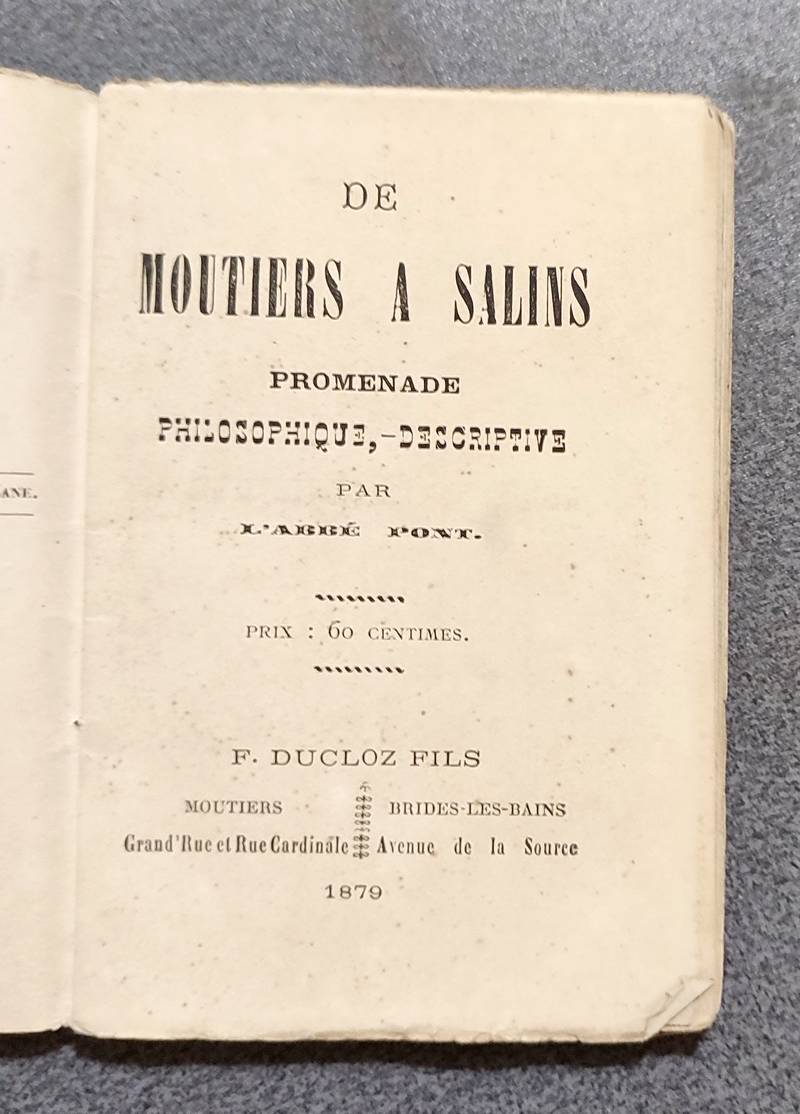 ANE.
DE
MOUTIERS A SALINS
PROMENADE
PHILOSOPHIQUE,-DESCRIPTIVE
PAR
L'ABBÉ PONT.
PRIX : 60 CENTIMES.
F. DUCLOZ FILS
MOUTIERS BRIDES-LES-BAINS
Grand'Rue et Rue Cardinale Avenue de la Source
1879